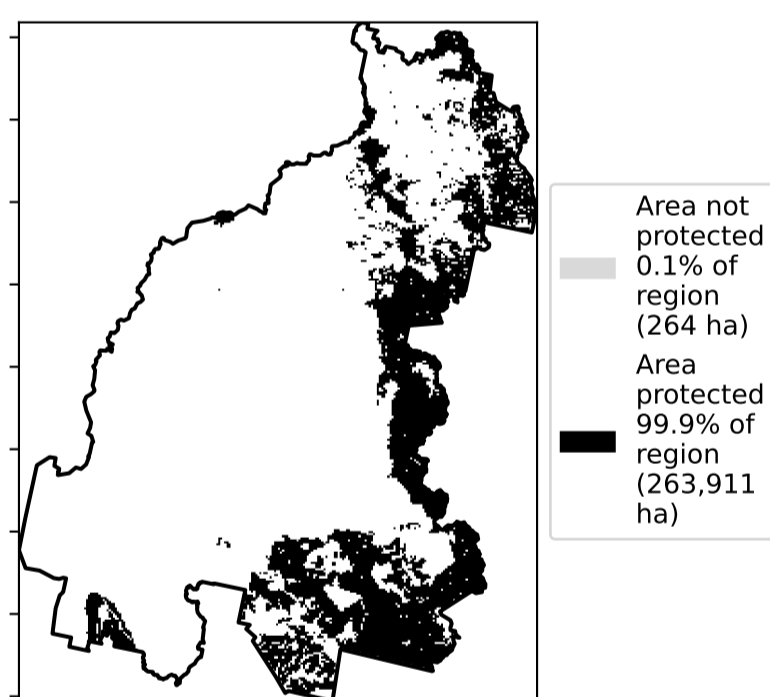 Area not
protected
0.1% of
region
(264 ha)
Area
protected
99.9% of
region
(263,911
ha)